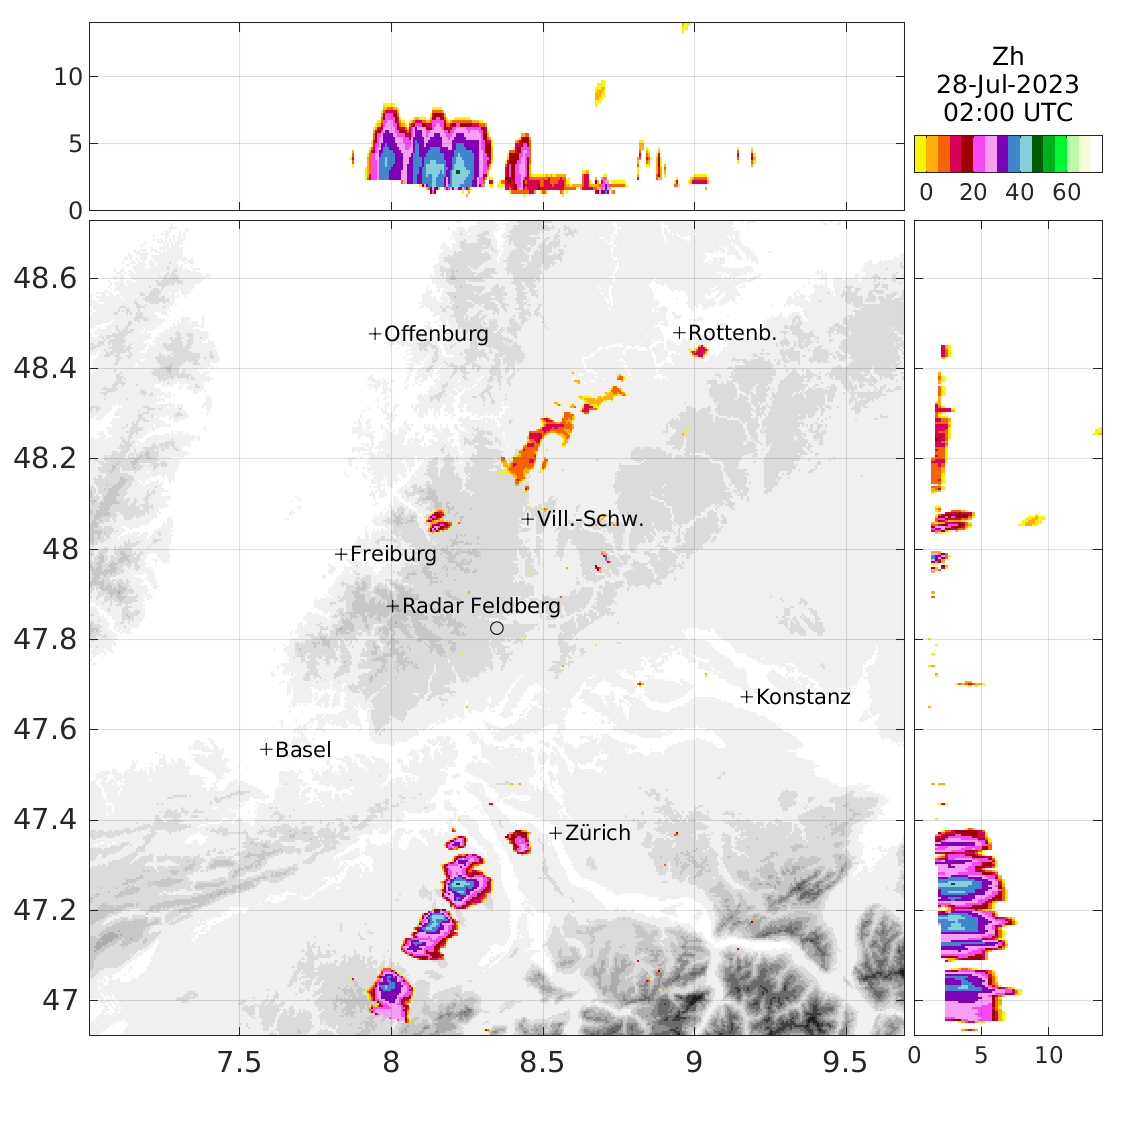 10
5
0
Zh
28-Jul-2023
02:00 UTC
0 20 40 60
48.6
48.4
48.2
48
47.8
47.6
47.4
47.2
47
Offenburg
Rottenb.
Vill.-Schw.
Freiburg
Radar Feldberg
Konstanz
Basel
Zürich
7.5 8 8.5 9 9.5
0 5 10